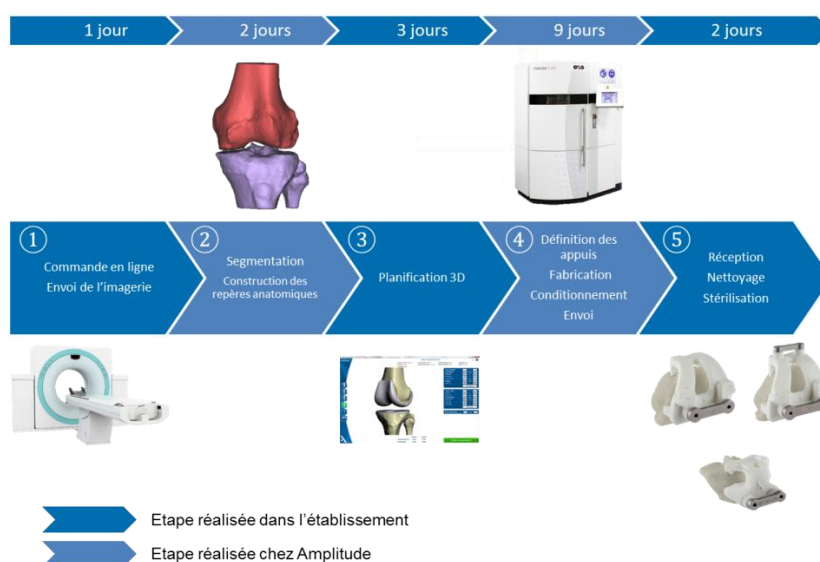 1 jour
2 jours
3 jours
9 jours
2 jours
1
Commande en ligne
Envoi de l’imagerie
2
Segmentation
Construction des
repères anatomiques
3
Planification 3D
4
Définition des
appuis
Fabrication
Conditionnement
Envoi
5
Réception
Nettoyage
Stérilisation
Etape réalisée dans l’établissement
Etape réalisée chez Amplitude